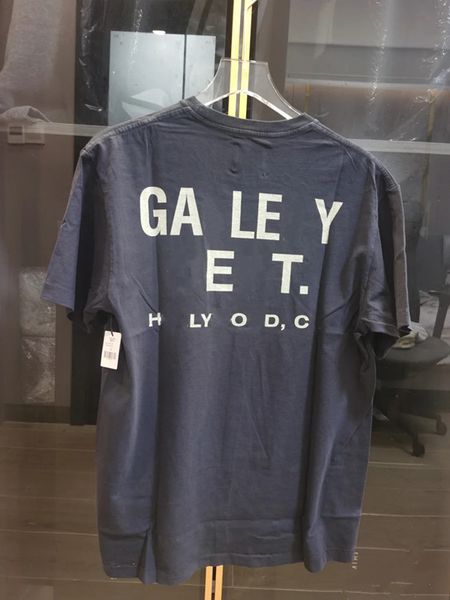 GA LE Y
E T.
H LY O D, C